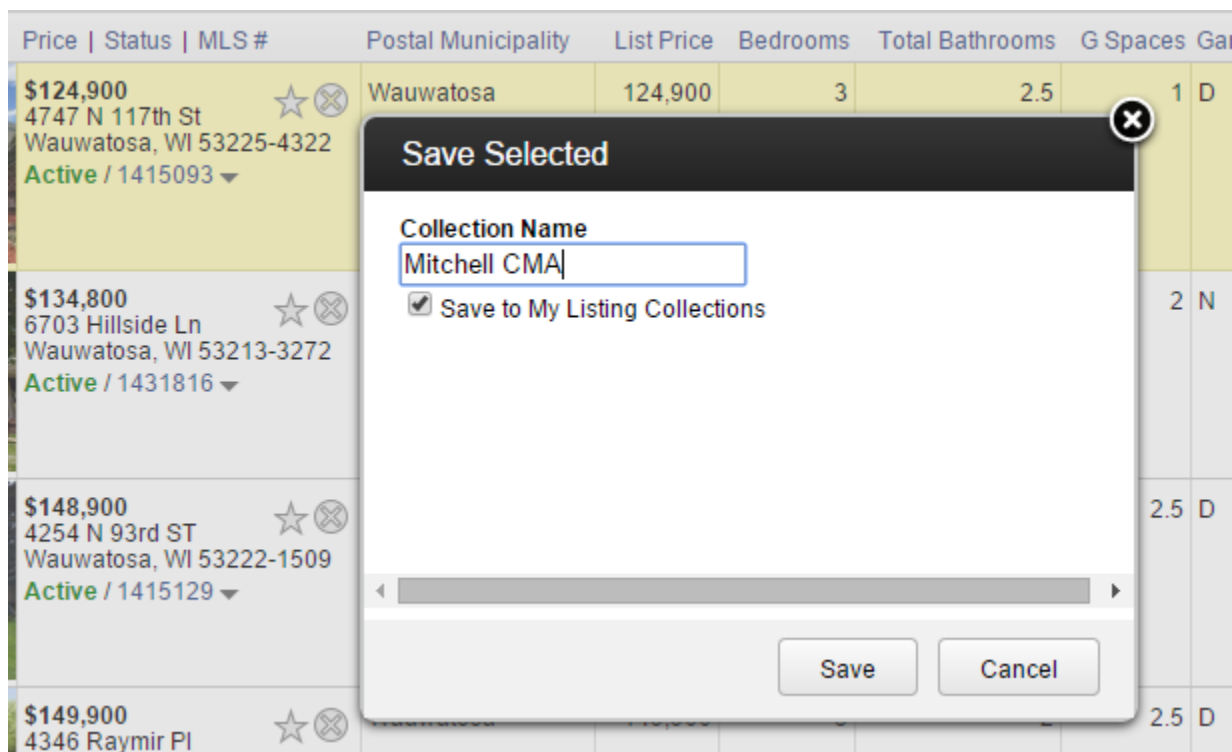 Price | Status | MLS # Postal Municipality List Price Bedrooms Total Bathrooms G Spaces Gar
$124,900 Wauwatosa 124,900 3 2.5 1 D
4747 N 117th St
Wauwatosa, WI 53225-4322
Active / 1415093
Save Selected
Collection Name
Mitchell CMA
Save to My Listing Collections
$134,800 2 N
6703 Hillside Ln
Wauwatosa, WI 53213-3272
Active / 1431816
$148,900 2.5 D
4254 N 93rd ST
Wauwatosa, WI 53222-1509
Active / 1415129
Save Cancel
$149,900 2.5 D
4346 Raymir Pl